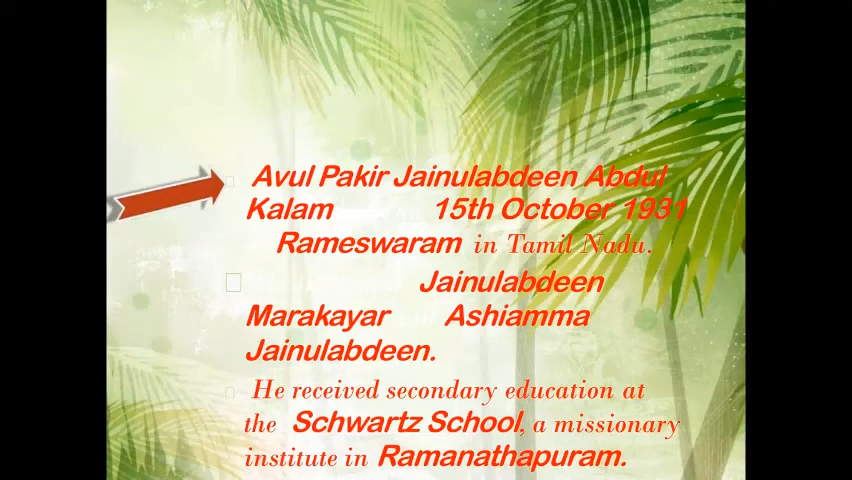 Avul Pakir Jainulabdeen Abdul
Kalam 15th October 1931
Rameswaram in Tamil Nadu.
Jainulabdeen
Marakayar Ashiamma
Jainulabdeen.
He received secondary education at
the Schwartz School, a missionary
institute in Ramanathapuram.